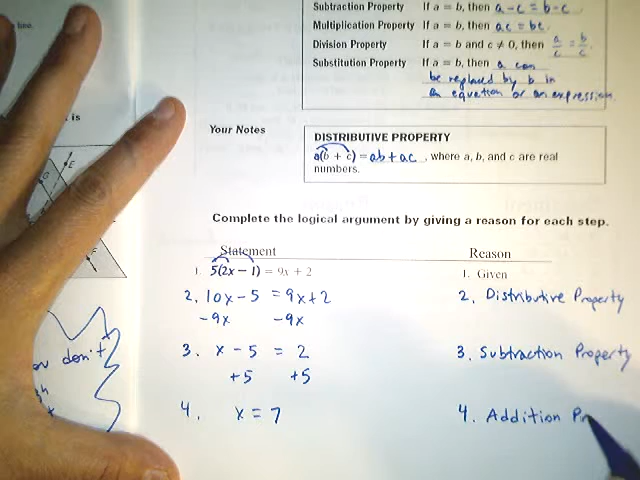 Subtraction Property If a = b, then a - c = b - c
Multiplication Property If a = b, then ac = bc.
Division Property If a = b and c ≠ 0, then a/c = b/c.
Substitution Property If a = b, then a can
be replaced by b in
an equation or an expression.
is
Your Notes
DISTRIBUTIVE PROPERTY
a(b + c) = ab + ac, where a, b, and c are real
numbers.
E
G
F
Complete the logical argument by giving a reason for each step.
Statement Reason
1. 5(2x - 1) = 9x + 2 1. Given
2. 10x - 5 = 9x + 2 2. Distributive Property
-9x -9x
3. x - 5 = 2 3. Subtraction Property
+5 +5
4. x = 7 4. Addition Pr
don't